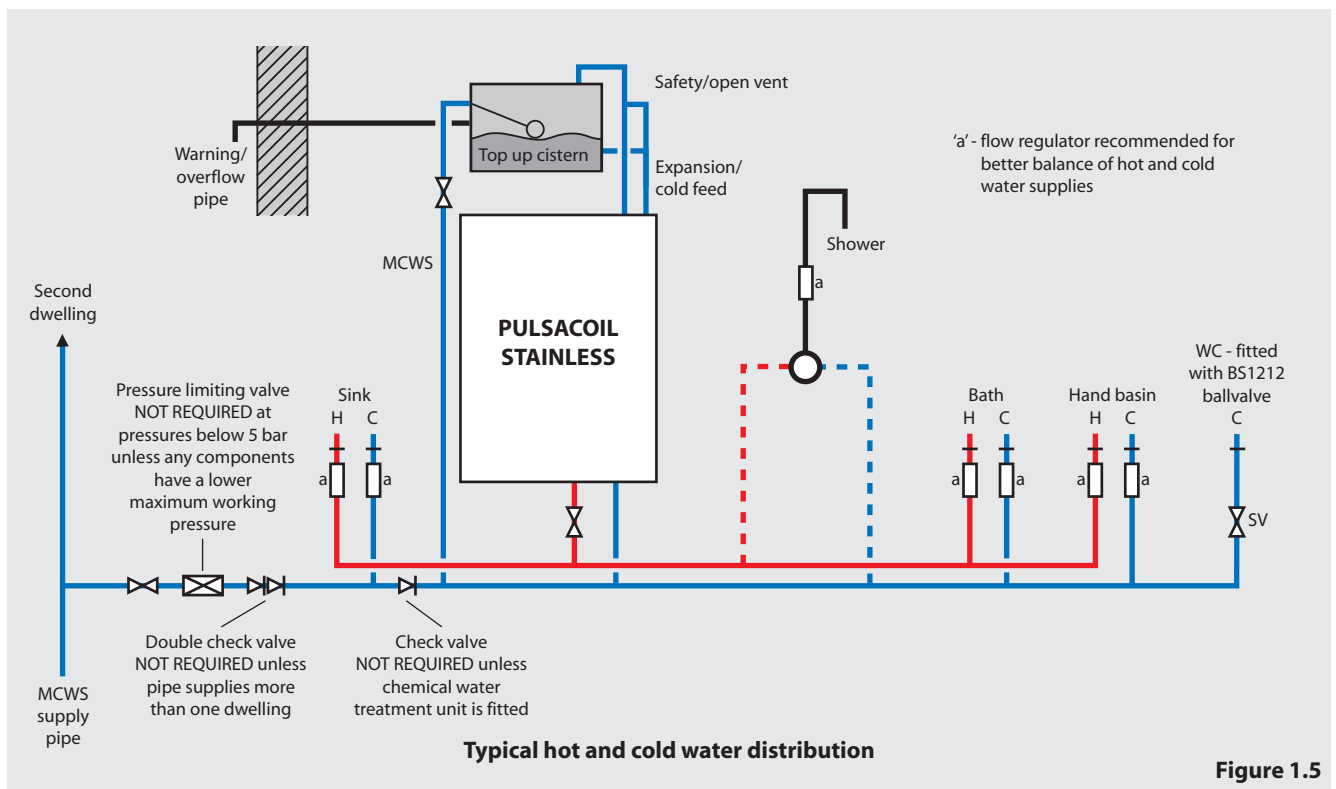 Safety/open vent
Warning/
overflow
pipe
Top up cistern
Expansion/
cold feed
'a' - flow regulator recommended for
better balance of hot and cold
water supplies
MCWS
Shower
a
Second
dwelling
PULSACOIL
STAINLESS
Pressure limiting valve
NOT REQUIRED at
pressures below 5 bar
unless any components
have a lower
maximum working
pressure
Sink
H C
a a
Bath
H C
a a
Hand basin
H C
a a
WC - fitted
with BS1212
ballvalve
C
SV
Double check valve
NOT REQUIRED unless
pipe supplies more
than one dwelling
Check valve
NOT REQUIRED unless
chemical water
treatment unit is fitted
MCWS
supply
pipe
Typical hot and cold water distribution
Figure 1.5